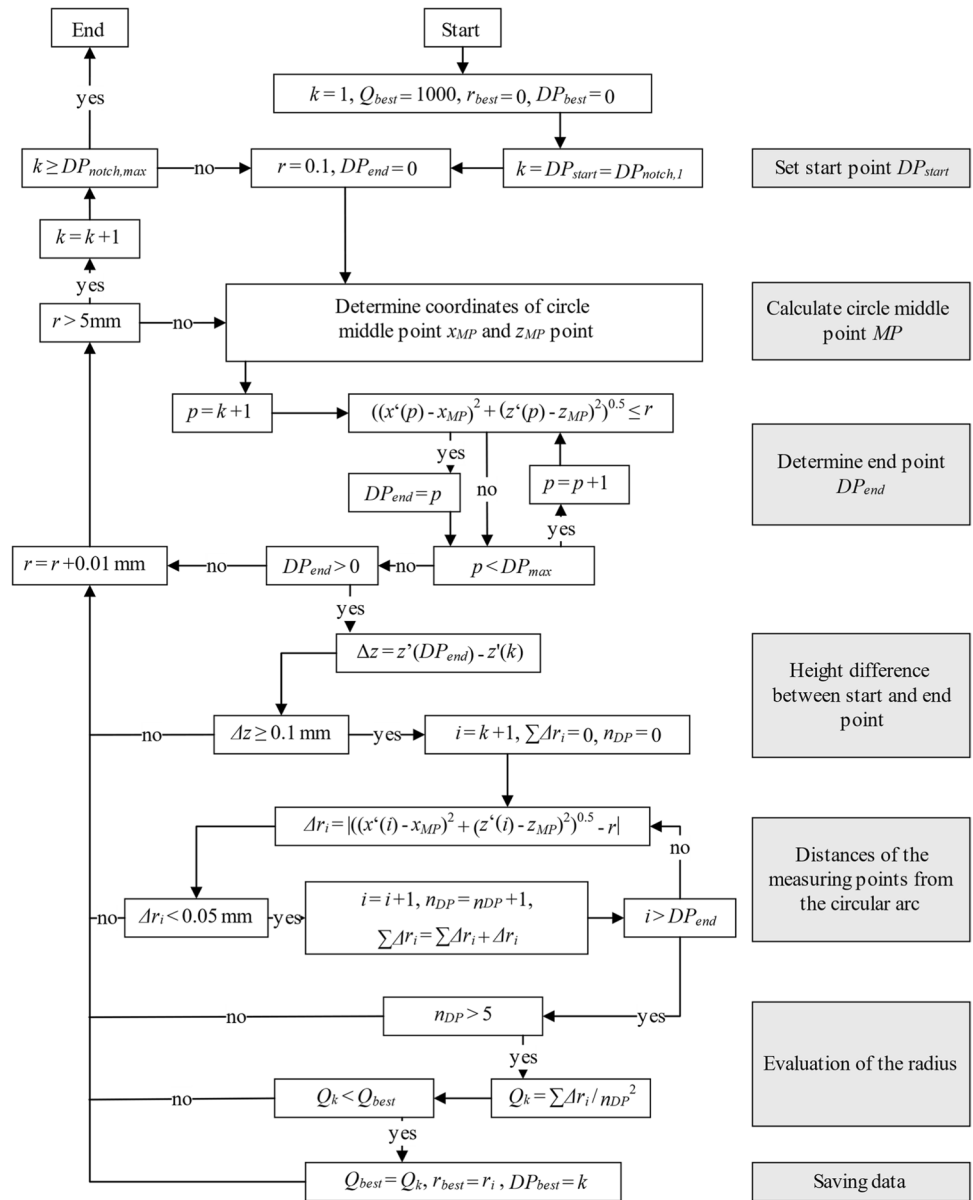 End
Start
yes
k = 1, Q_best = 1000, r_best = 0, DP_best = 0
k ≥ DP_notch,max
no
r = 0.1, DP_end = 0
k = DP_start = DP_notch,1
Set start point DP_start
k = k +1
yes
r > 5mm
no
Determine coordinates of circle
middle point x_MP and z_MP point
Calculate circle middle
point MP
p = k +1
((x‘(p) - x_MP)^2 + (z‘(p) - z_MP)^2)^0.5 ≤ r
yes
no
DP_end = p
p = p +1
yes
Determine end point
DP_end
r = r +0.01 mm
no
DP_end > 0
no
p < DP_max
yes
Δz = z’(DP_end) - z'(k)
Height difference
between start and end
point
no
Δz ≥ 0.1 mm
yes
i = k +1, ∑Δr_i = 0, n_DP = 0
Δr_i = |((x‘(i) - x_MP)^2 + (z‘(i) - z_MP)^2)^0.5 - r|
no
Distances of the
measuring points from
the circular arc
no
Δr_i < 0.05 mm
yes
i = i +1, n_DP = n_DP +1,
∑Δr_i = ∑Δr_i + Δr_i
i > DP_end
no
n_DP > 5
yes
yes
Evaluation of the radius
no
Q_k < Q_best
Q_k = ∑Δr_i / n_DP^2
yes
Q_best = Q_k, r_best = r_i , DP_best = k
Saving data